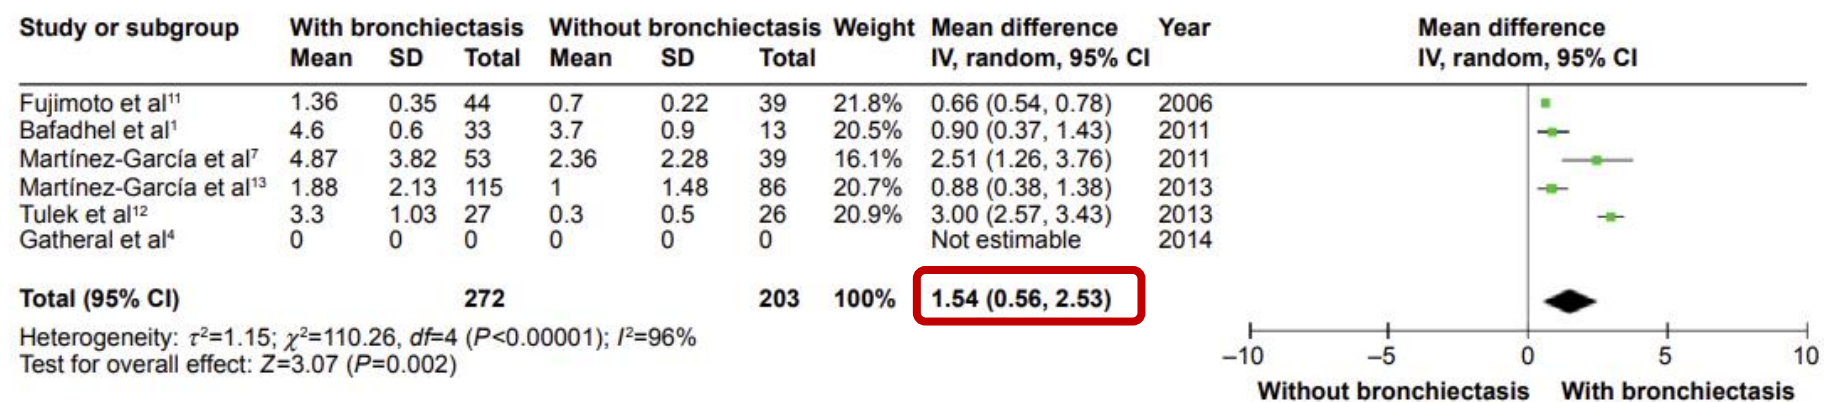 Study or subgroup With bronchiectasis Without bronchiectasis Weight Mean difference Year Mean difference
Mean SD Total Mean SD Total IV, random, 95% CI IV, random, 95% CI
Fujimoto et al¹¹ 1.36 0.35 44 0.7 0.22 39 21.8% 0.66 (0.54, 0.78) 2006
Bafadhel et al¹ 4.6 0.6 33 3.7 0.9 13 20.5% 0.90 (0.37, 1.43) 2011
Martínez-García et al⁷ 4.87 3.82 53 2.36 2.28 39 16.1% 2.51 (1.26, 3.76) 2011
Martínez-García et al¹³ 1.88 2.13 115 1 1.48 86 20.7% 0.88 (0.38, 1.38) 2013
Tulek et al¹² 3.3 1.03 27 0.3 0.5 26 20.9% 3.00 (2.57, 3.43) 2013
Gatheral et al⁴ 0 0 0 0 0 0 Not estimable 2014
Total (95% CI) 272 203 100% 1.54 (0.56, 2.53)
Heterogeneity: τ²=1.15; χ²=110.26, df=4 (P<0.00001); I²=96%
Test for overall effect: Z=3.07 (P=0.002)
–10 –5 0 5 10
Without bronchiectasis With bronchiectasis